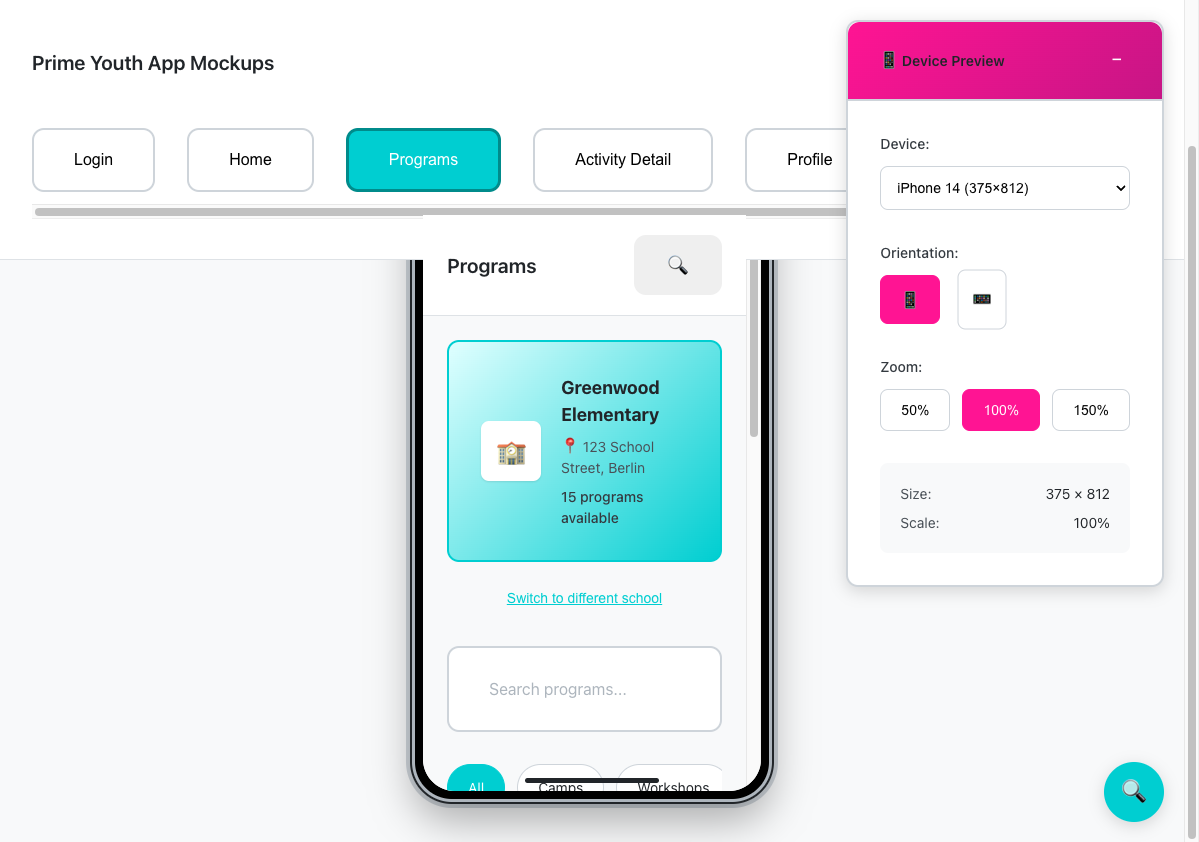 Prime Youth App Mockups
Login
Home
Programs
Activity Detail
Profile
Programs
Greenwood
Elementary
123 School
Street, Berlin
15 programs
available
Switch to different school
Search programs...
All
Camps
Workshops
Device Preview
−
Device:
iPhone 14 (375×812)
Orientation:
Zoom:
50%
100%
150%
Size:
375 × 812
Scale:
100%